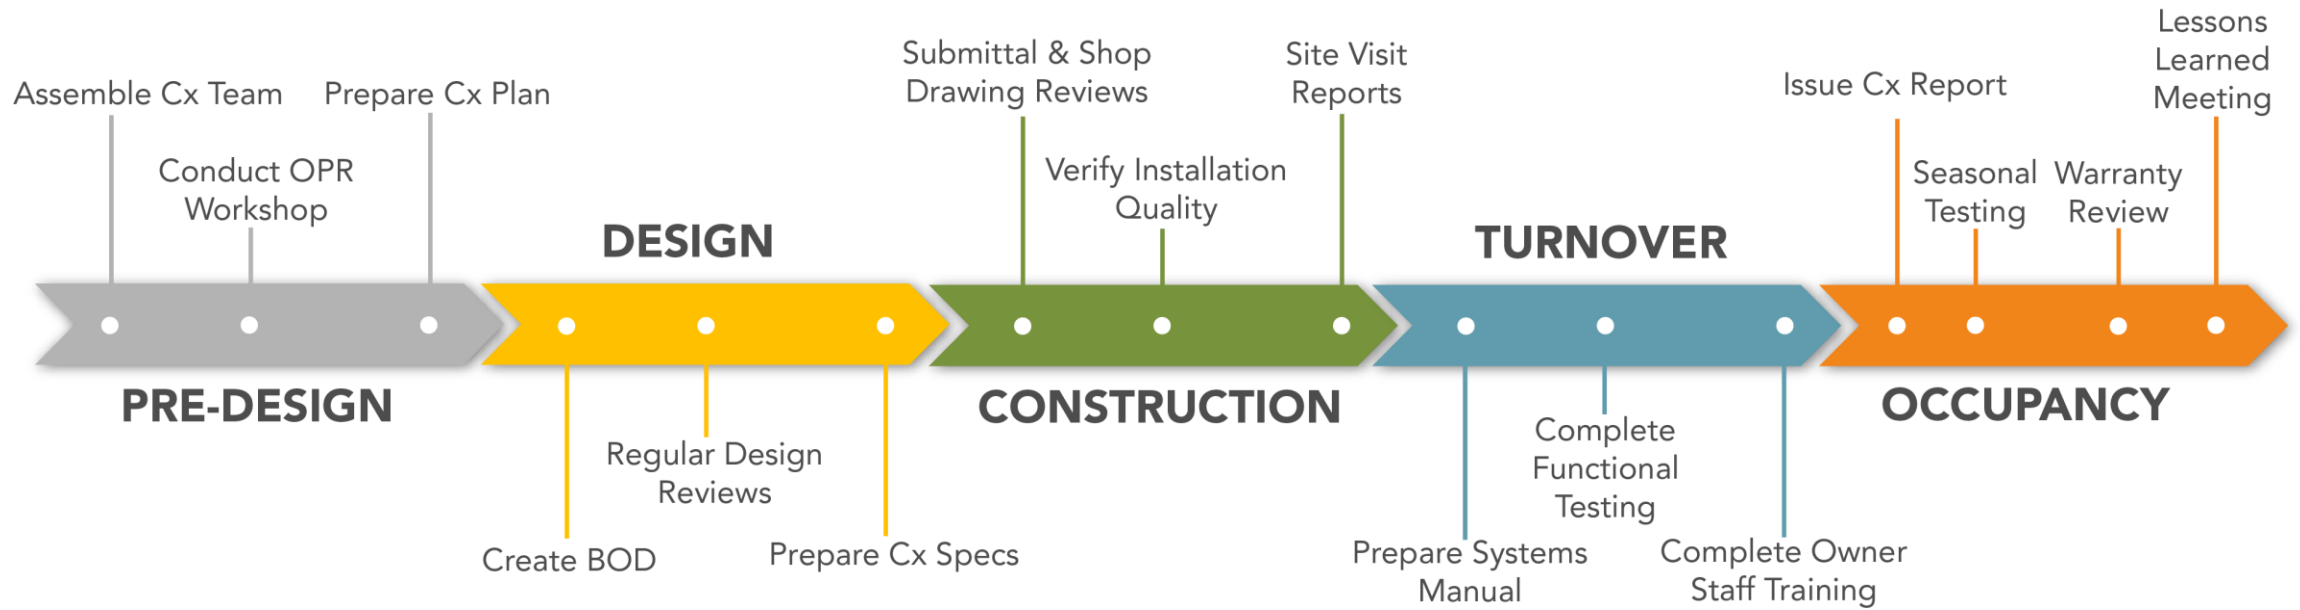 Assemble Cx Team
Conduct OPR
Workshop
Prepare Cx Plan
PRE-DESIGN
DESIGN
Create BOD
Regular Design
Reviews
Prepare Cx Specs
Submittal & Shop
Drawing Reviews
Verify Installation
Quality
Site Visit
Reports
CONSTRUCTION
TURNOVER
Prepare Systems
Manual
Complete
Functional
Testing
Complete Owner
Staff Training
Issue Cx Report
Seasonal
Testing
Warranty
Review
Lessons
Learned
Meeting
OCCUPANCY